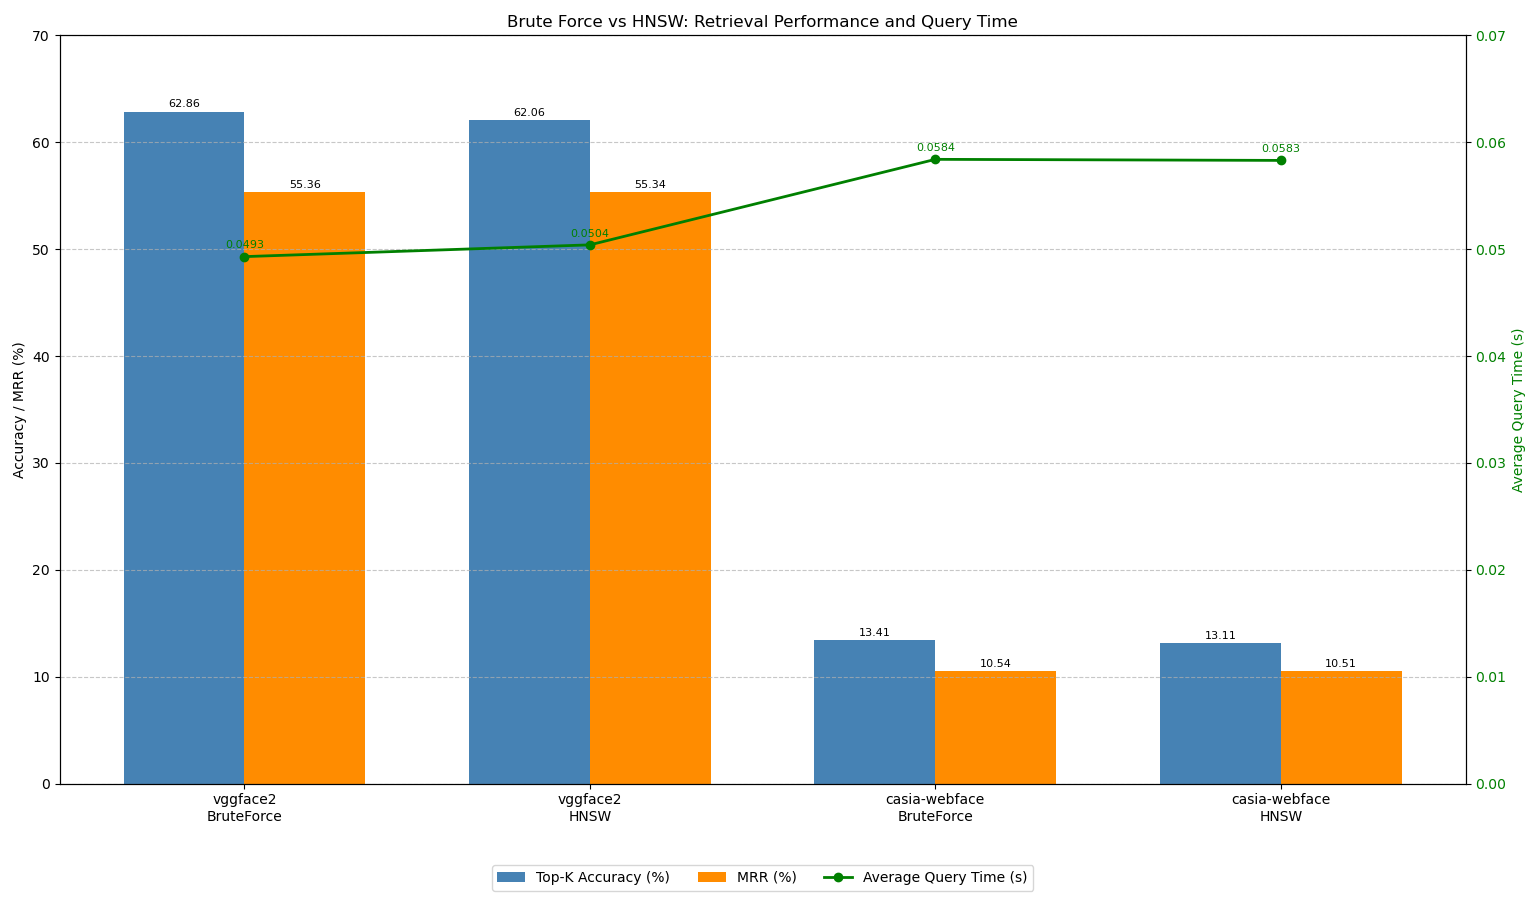 Brute Force vs HNSW: Retrieval Performance and Query Time
70
60
50
40
30
20
10
0
Accuracy / MRR (%)
62.86
55.36
62.06
55.34
13.41
10.54
13.11
10.51
0.0493
0.0504
0.0584
0.0583
0.07
0.06
0.05
0.04
0.03
0.02
0.01
0.00
Average Query Time (s)
vggface2
BruteForce
vggface2
HNSW
casia-webface
BruteForce
casia-webface
HNSW
Top-K Accuracy (%)
MRR (%)
Average Query Time (s)